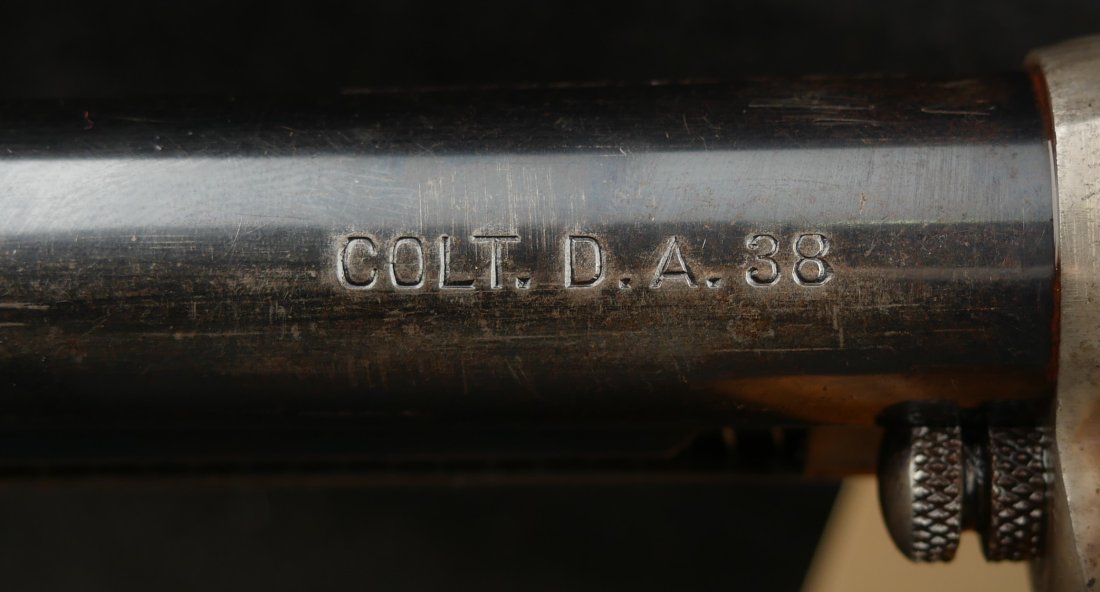 COLT. D. A. 38